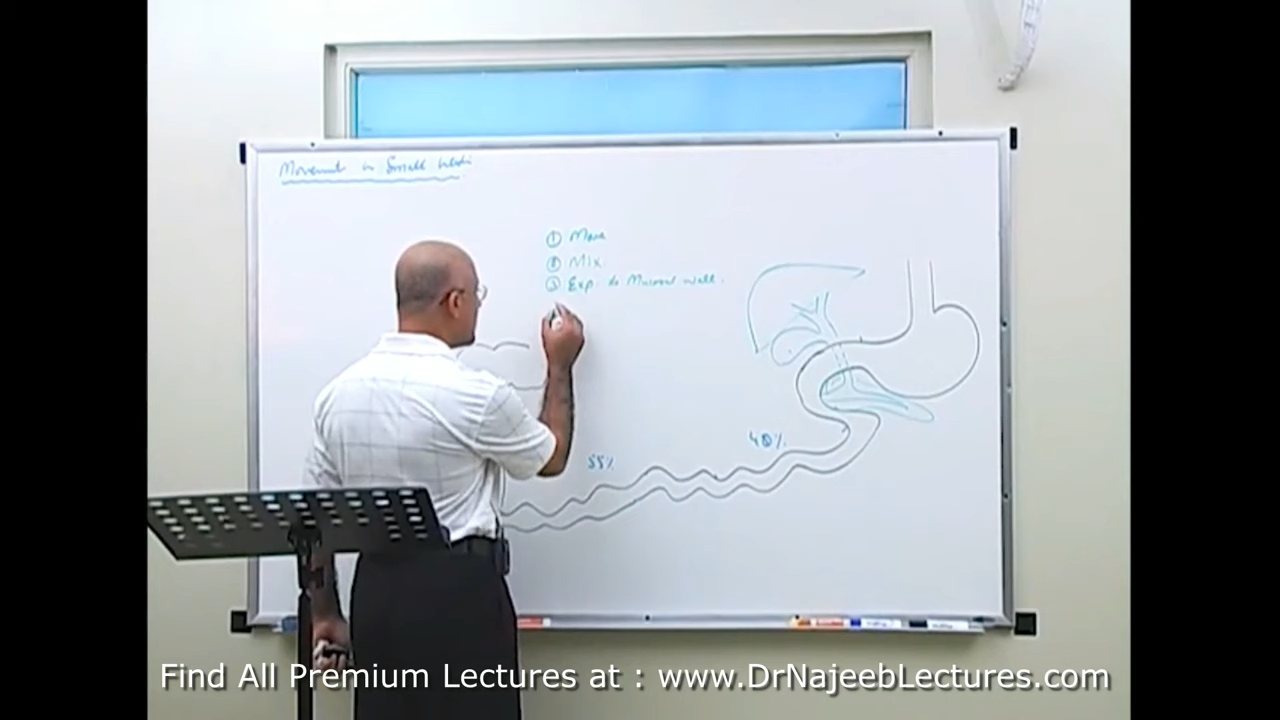 Movement in Small Intesti
① Move
② Mix
③ Exp. to Mucosal wall.
40%
55%
Find All Premium Lectures at : www.DrNajeebLectures.com